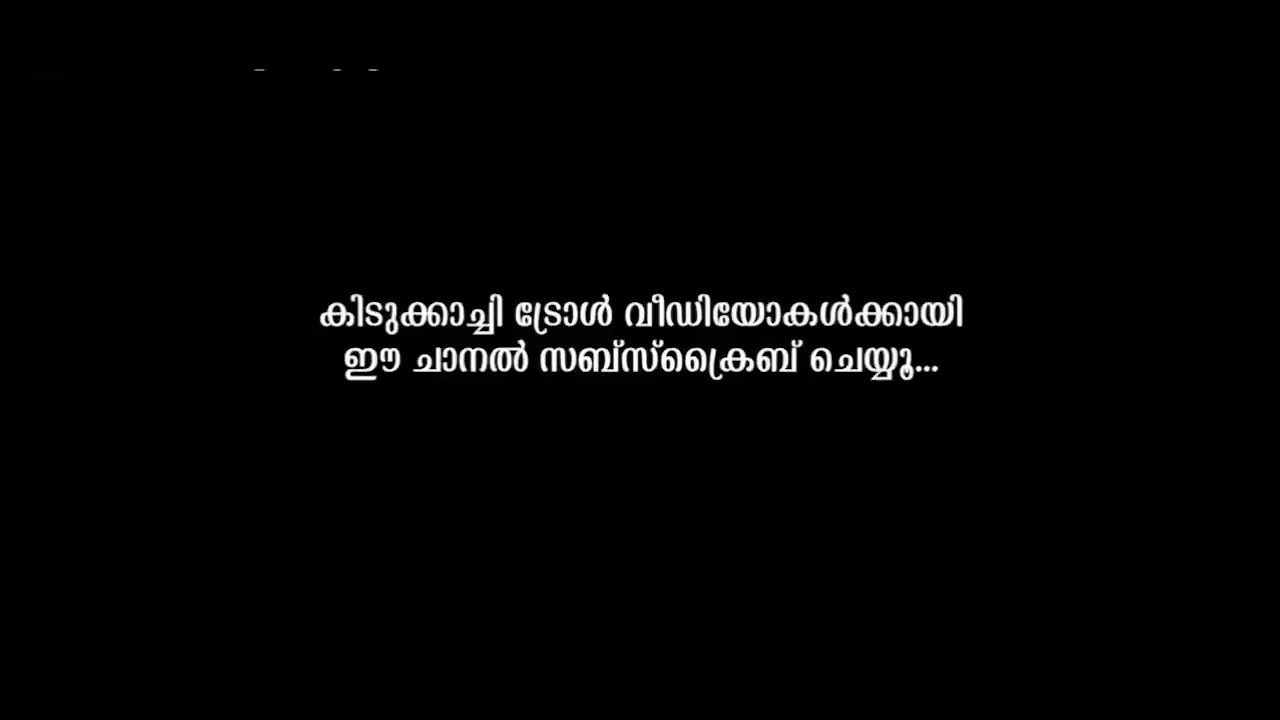 കിടുക്കാച്ചി ട്രോൾ വീഡിയോകൾക്കായി
ഈ ചാനൽ സബ്സ്ക്രൈബ് ചെയ്യൂ...